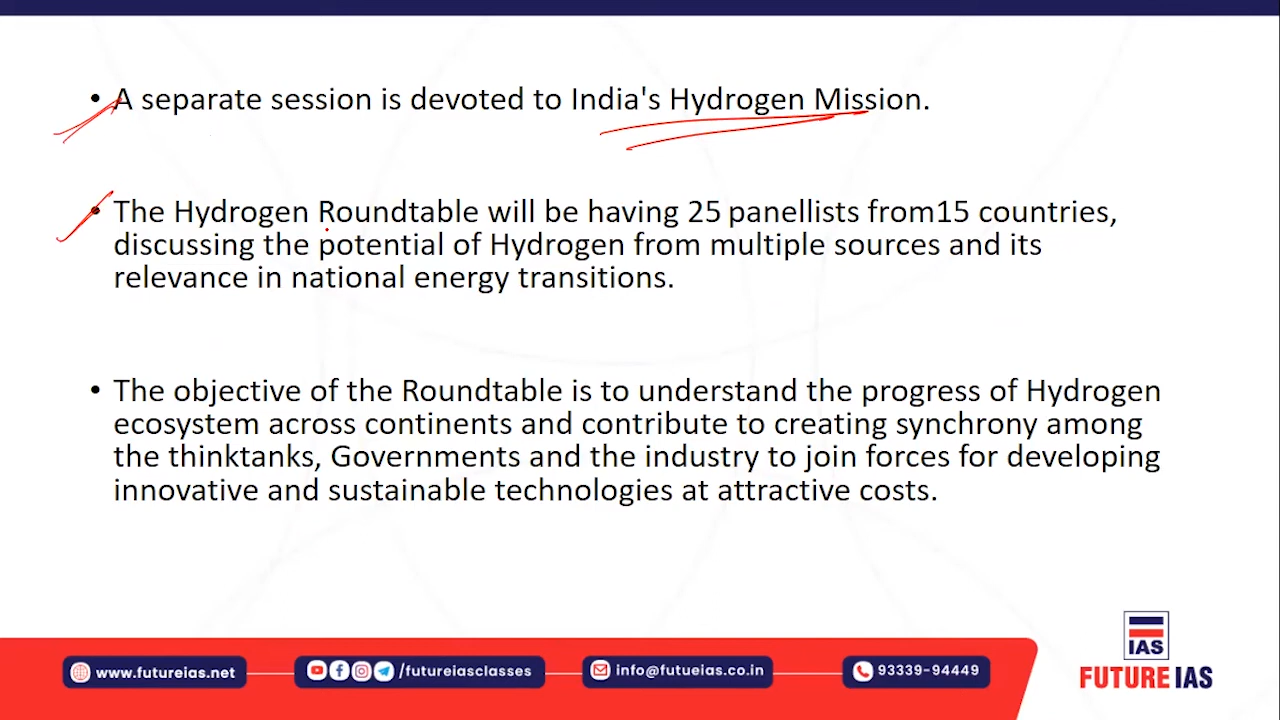 • A separate session is devoted to India's Hydrogen Mission.
• The Hydrogen Roundtable will be having 25 panellists from15 countries,
discussing the potential of Hydrogen from multiple sources and its
relevance in national energy transitions.
• The objective of the Roundtable is to understand the progress of Hydrogen
ecosystem across continents and contribute to creating synchrony among
the thinktanks, Governments and the industry to join forces for developing
innovative and sustainable technologies at attractive costs.
IAS
FUTURE IAS
www.futureias.net
/futureiasclasses
info@futueias.co.in
93339-94449